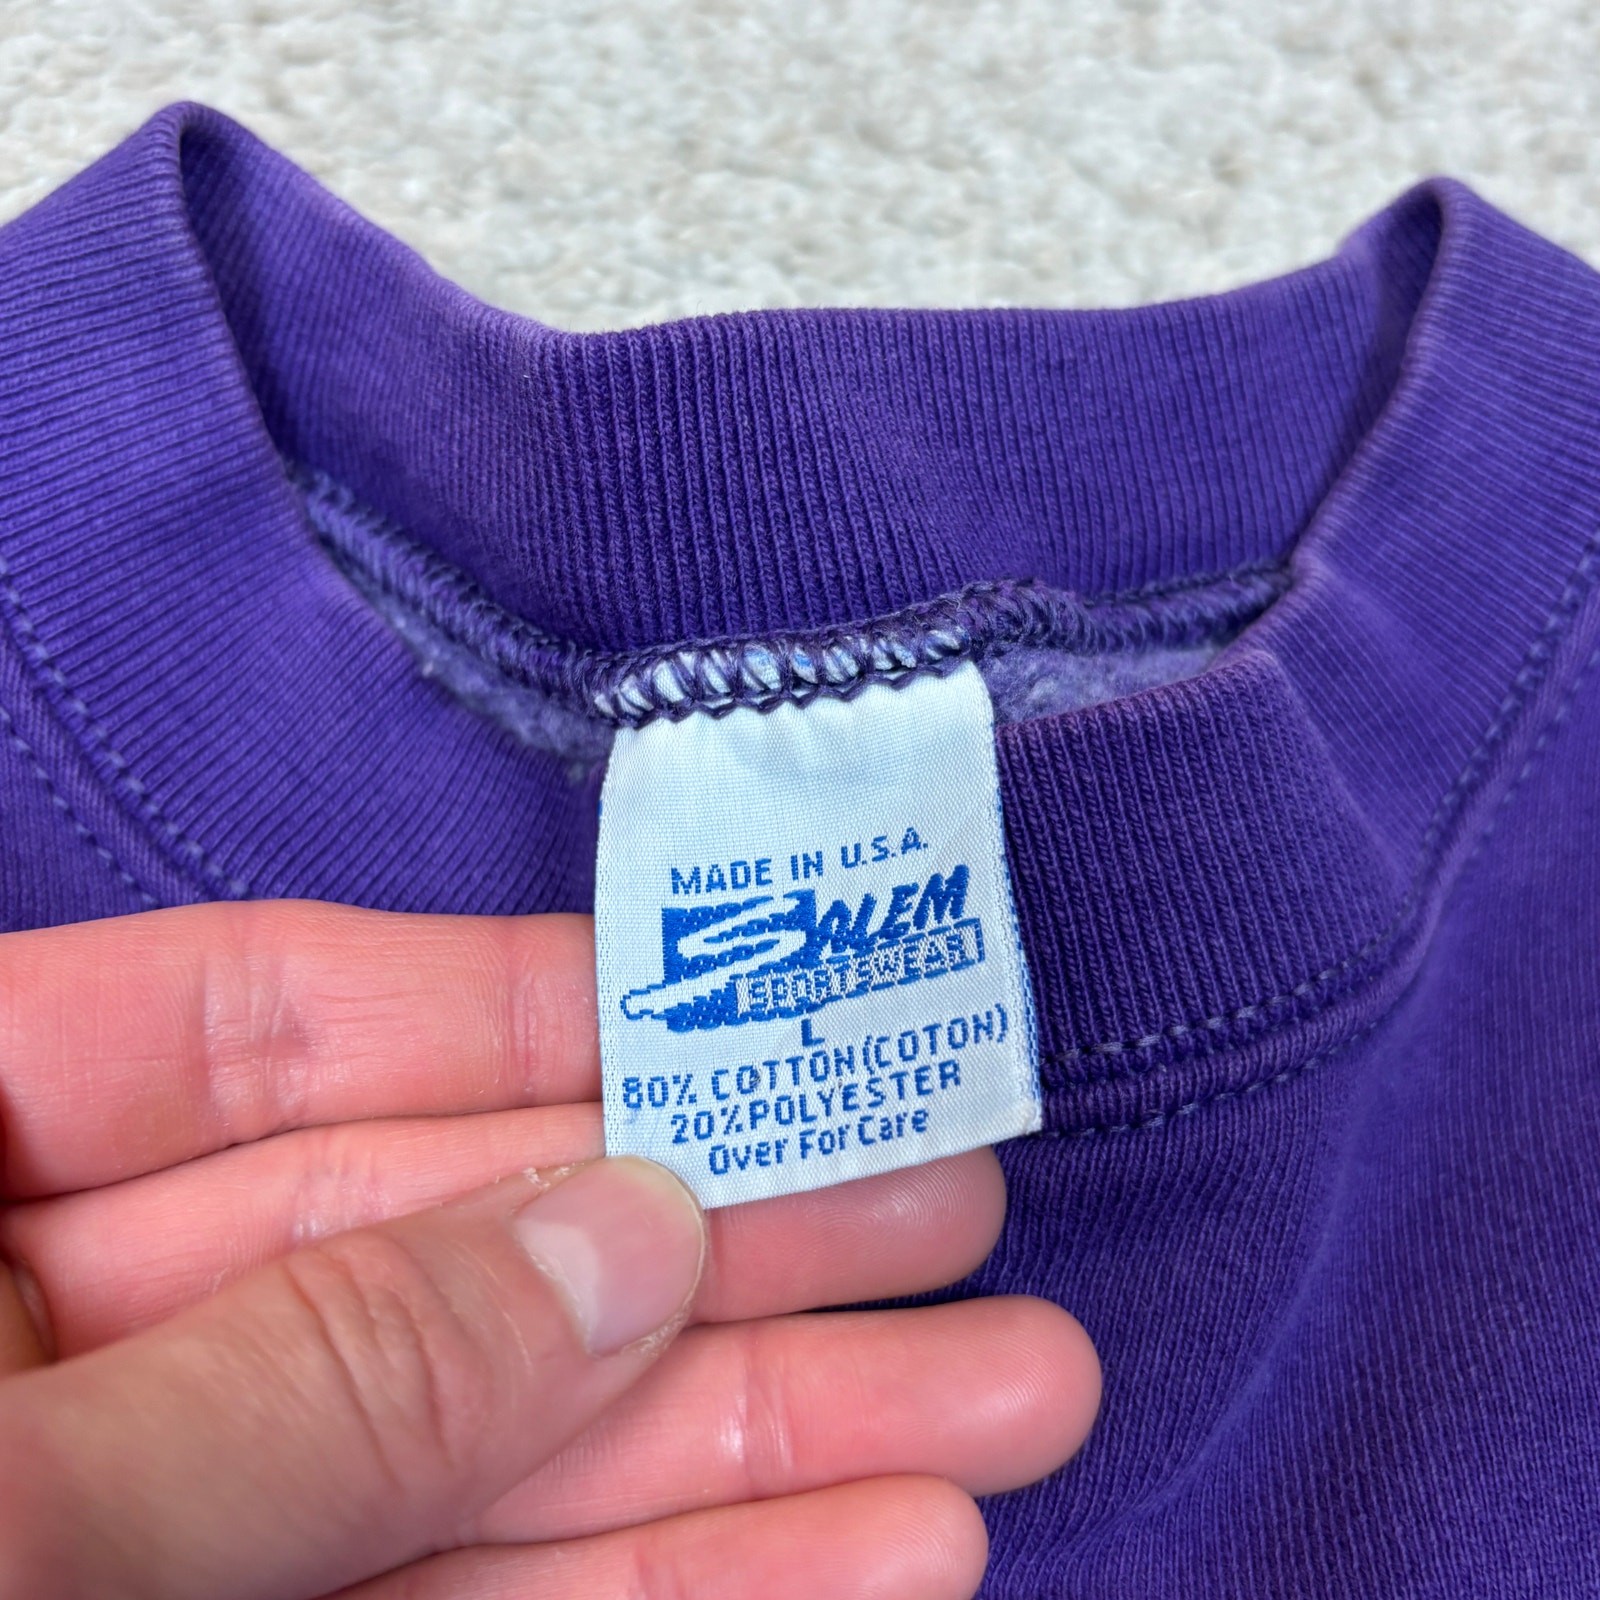 MADE IN U.S.A.
SALEM
SPORTSWEAR
L
80% COTTON(COTON)
20%POLYESTER
Over For Care